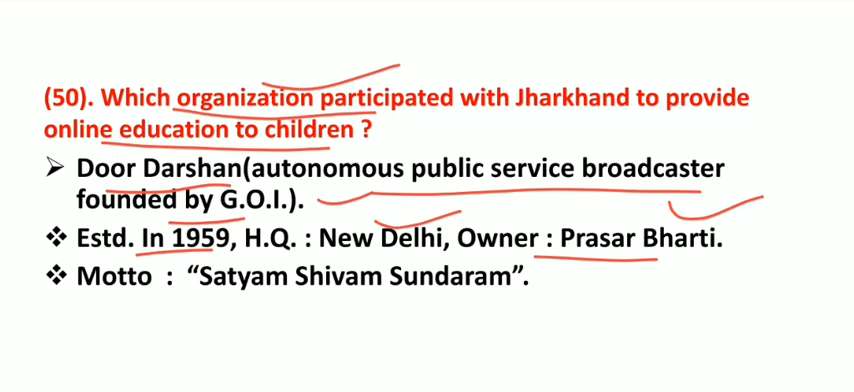 (50). Which organization participated with Jharkhand to provide
online education to children ?
➢ Door Darshan(autonomous public service broadcaster
founded by G.O.I.).
❖ Estd. In 1959, H.Q. : New Delhi, Owner : Prasar Bharti.
❖ Motto : “Satyam Shivam Sundaram”.